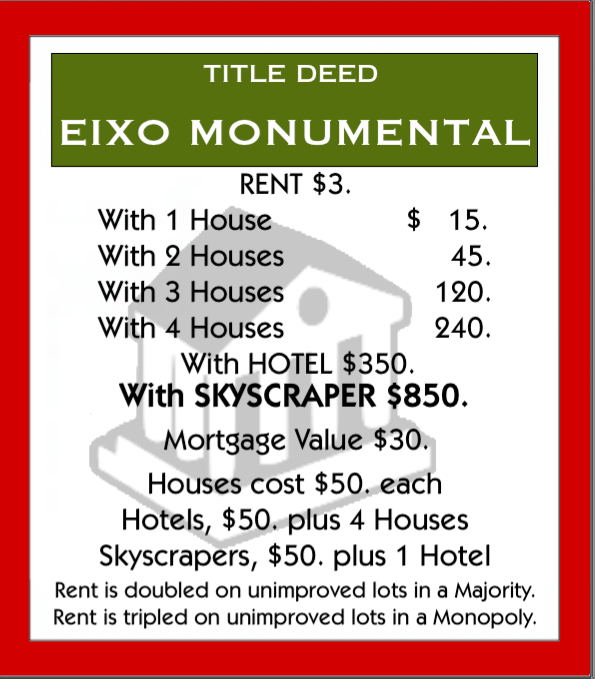 TITLE DEED
EIXO MONUMENTAL
RENT $3.
With 1 House $ 15.
With 2 Houses 45.
With 3 Houses 120.
With 4 Houses 240.
With HOTEL $350.
With SKYSCRAPER $850.
Mortgage Value $30.
Houses cost $50. each
Hotels, $50. plus 4 Houses
Skyscrapers, $50. plus 1 Hotel
Rent is doubled on unimproved lots in a Majority.
Rent is tripled on unimproved lots in a Monopoly.